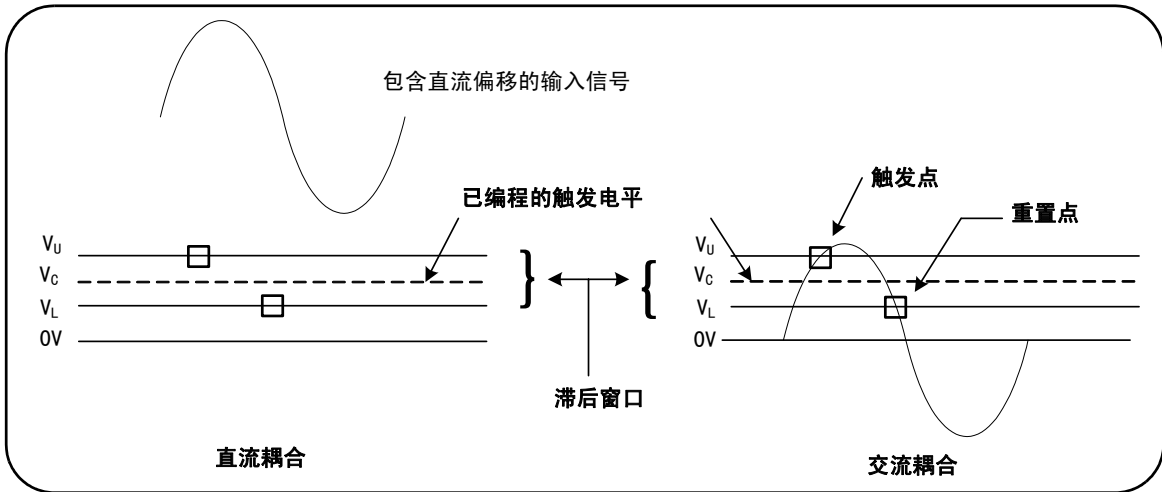 包含直流偏移的输入信号
已编程的触发电平
触发点
重置点
VU
VC
VL
0V
VU
VC
VL
0V
滞后窗口
直流耦合
交流耦合